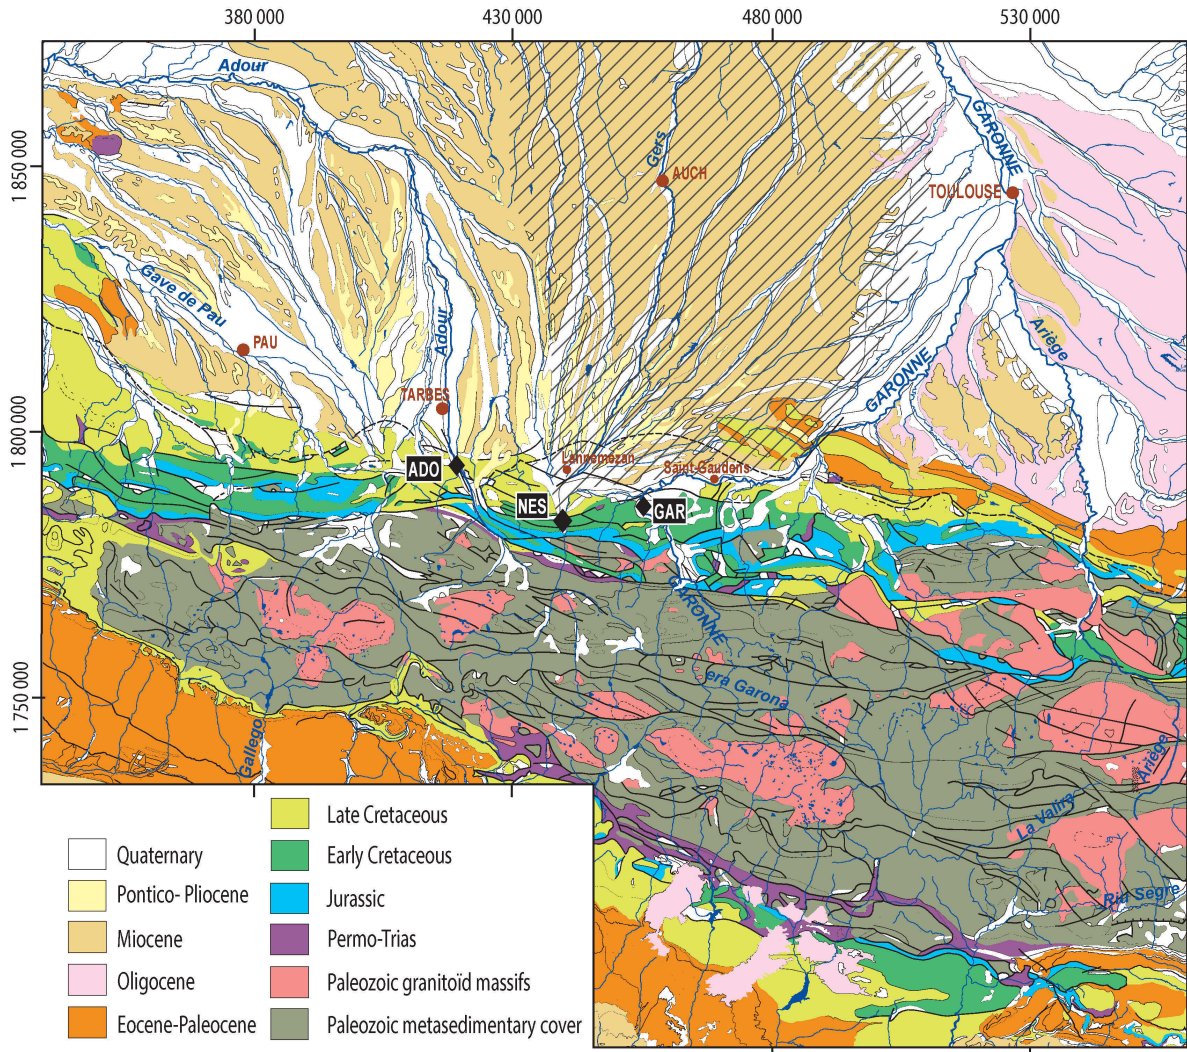 380 000
430 000
480 000
530 000
1 850 000
1 800 000
1 750 000
Adour
Gers
AUCH
GARONNE
TOULOUSE
Gave de Pau
PAU
Adour
TARBES
GARONNE
Ariège
ADO
Lannemezan
Saint-Gaudens
NES
GAR
GARONNE
era Garona
Gallego
Ariège
La Valira
Riu Segre
Quaternary
Pontico- Pliocene
Miocene
Oligocene
Eocene-Paleocene
Late Cretaceous
Early Cretaceous
Jurassic
Permo-Trias
Paleozoic granitoïd massifs
Paleozoic metasedimentary cover